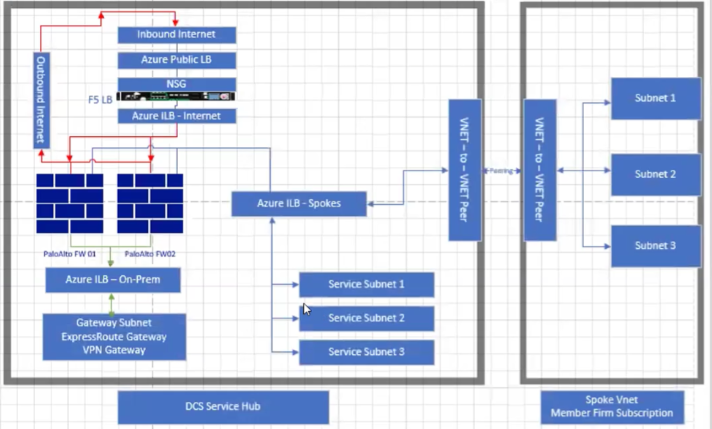 Inbound Internet
Azure Public LB
NSG
F5 LB
Azure ILB - Internet
Outbound Internet
PaloAlto FW 01
PaloAlto FW02
Azure ILB – On-Prem
Gateway Subnet
ExpressRoute Gateway
VPN Gateway
Azure ILB - Spokes
Service Subnet 1
Service Subnet 2
Service Subnet 3
VNET – to – VNET Peer
Peering
VNET – to – VNET Peer
Subnet 1
Subnet 2
Subnet 3
DCS Service Hub
Spoke Vnet
Member Firm Subscription